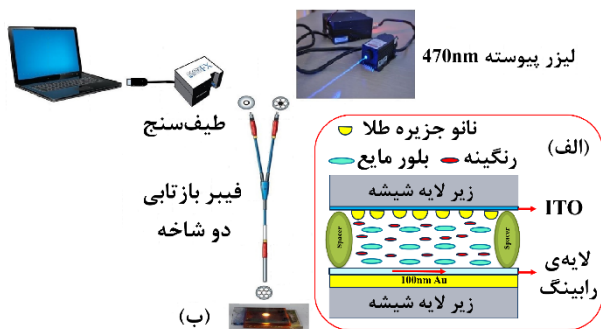 لیزر پیوسته 470nm
طیف‌سنج
فیبر بازتابی
دو شاخه
(ب)
(الف)
نانو جزیره طلا
رنگینه
بلور مایع
زیر لایه شیشه
ITO
Spacer
Spacer
لایه‌ی
رابینگ
100nm Au
زیر لایه شیشه